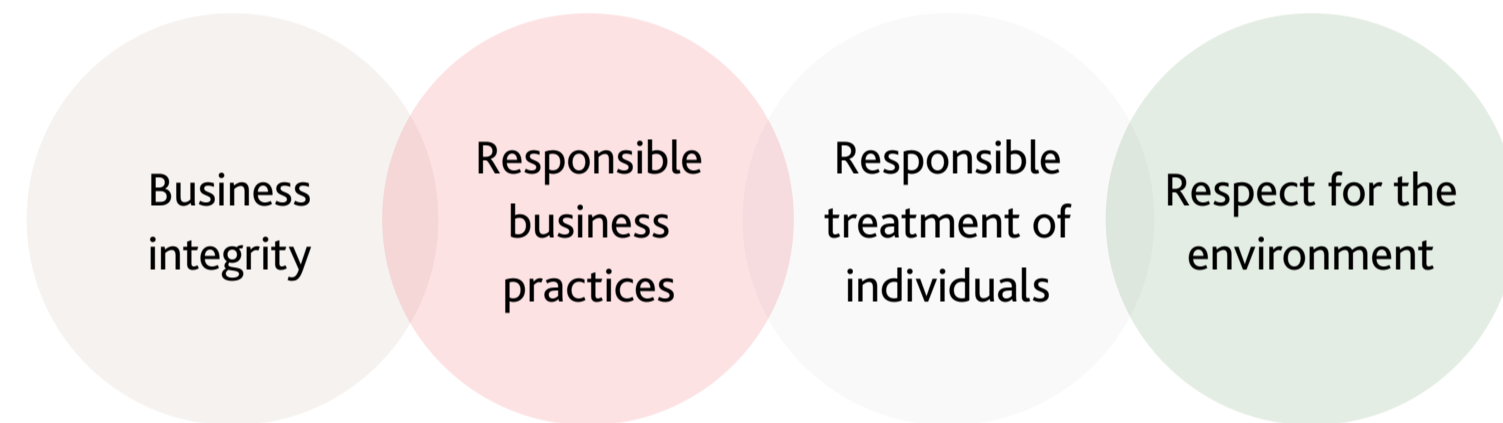 Business
integrity
Responsible
business
practices
Responsible
treatment of
individuals
Respect for the
environment